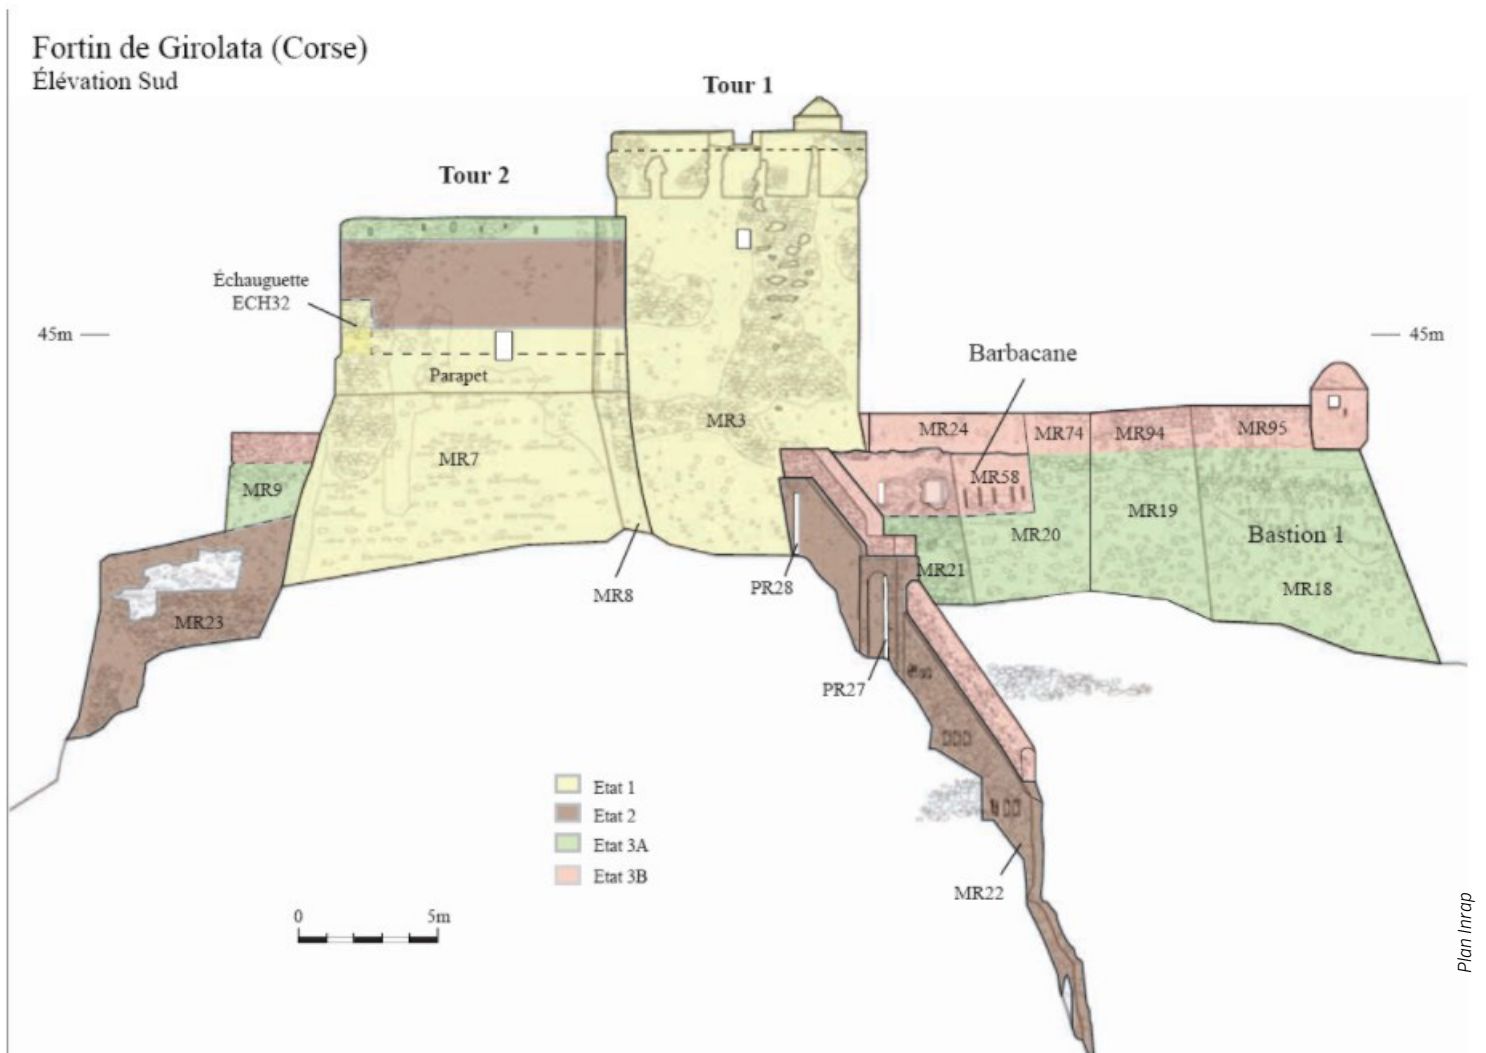 Fortin de Girolata (Corse)
Élévation Sud
Tour 1
Tour 2
Échauguette
ECH32
45m
45m
Barbacane
Parapet
MR3
MR24
MR74
MR94
MR95
MR7
MR58
MR9
MR19
MR20
Bastion 1
MR21
MR18
PR28
MR8
MR23
PR27
Etat 1
Etat 2
Etat 3A
Etat 3B
MR22
0 5m
Plan Inrap